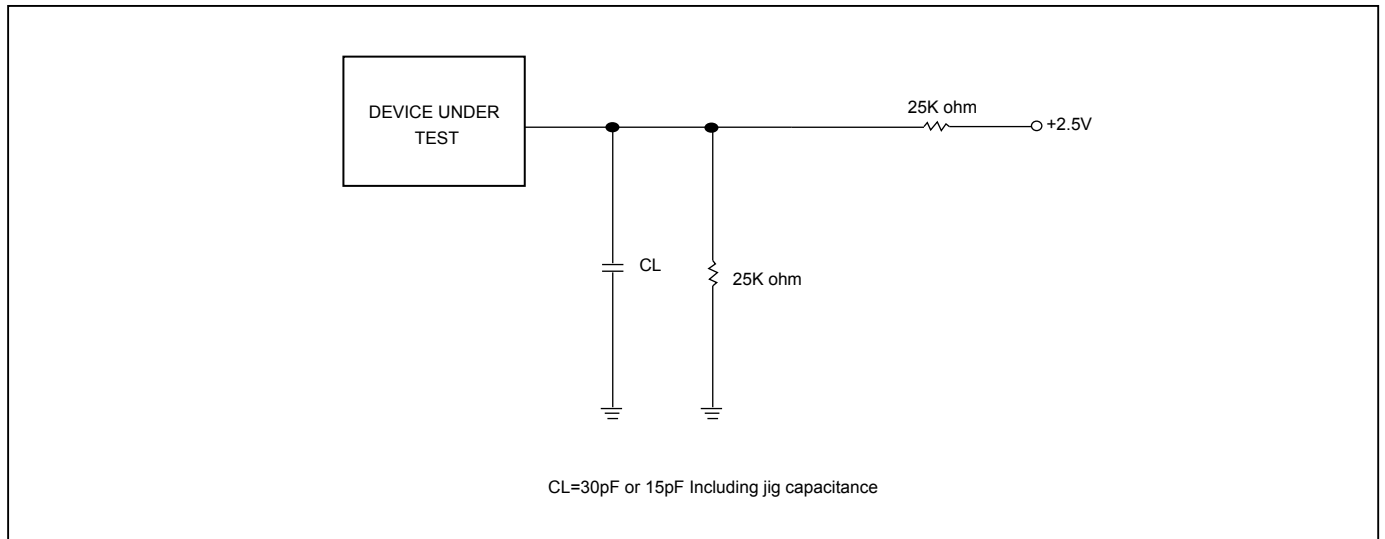 DEVICE UNDER
TEST
25K ohm
+2.5V
CL
25K ohm
CL=30pF or 15pF Including jig capacitance